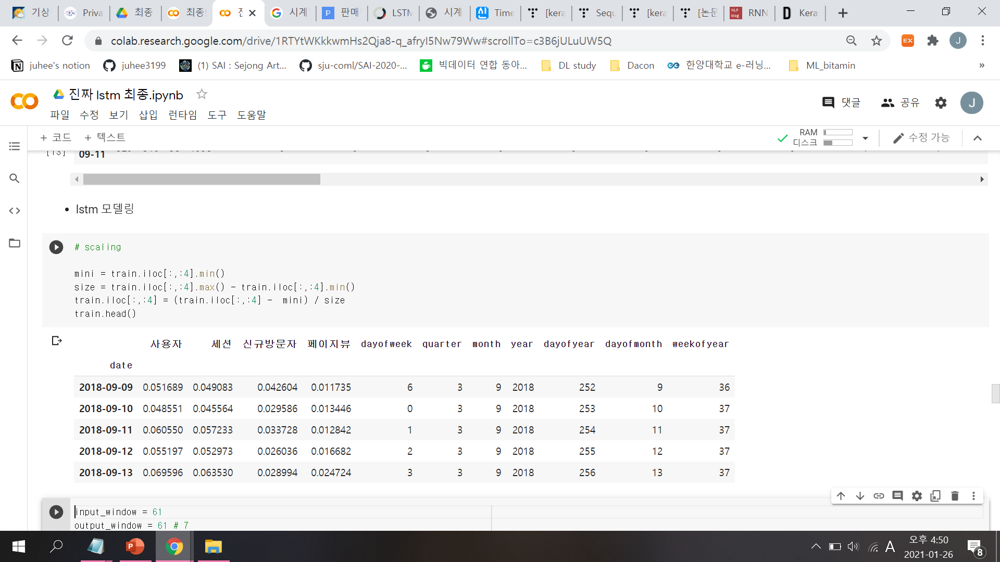 기상
Priva
최종
최종
진
시계
판매
LSTM
시계
Time
[kera
Sequ
[kera
[논문
RNN
Kera
colab.research.google.com/drive/1RTYtWKkkwmHs2Qja8-q_afryI5Nw79Ww#scrollTo=c3B6jULuUW5Q
EX
J
juhee's notion
juhee3199
(1) SAI : Sejong Art...
sju-coml/SAI-2020-...
빅데이터 연합 동아...
DL study
Dacon
한양대학교 e-러닝...
ML_bitamin
»
진짜 lstm 최종.ipynb
댓글
공유
J
파일 수정 보기 삽입 런타임 도구 도움말
+ 코드 + 텍스트
RAM
디스크
수정 가능
[13]
09-11
• lstm 모델링
# scaling
mini = train.iloc[:,:4].min()
size = train.iloc[:,:4].max() - train.iloc[:,:4].min()
train.iloc[:,:4] = (train.iloc[:,:4] -  mini) / size
train.head()
사용자 세션 신규방문자 페이지뷰 dayofweek quarter month year dayofyear dayofmonth weekofyear
date
2018-09-09 0.051689 0.049083 0.042604 0.011735 6 3 9 2018 252 9 36
2018-09-10 0.048551 0.045564 0.029586 0.013446 0 3 9 2018 253 10 37
2018-09-11 0.060550 0.057233 0.033728 0.012842 1 3 9 2018 254 11 37
2018-09-12 0.055197 0.052973 0.026036 0.016682 2 3 9 2018 255 12 37
2018-09-13 0.069596 0.063530 0.028994 0.024724 3 3 9 2018 256 13 37
input_window = 61
output_window = 61 # 7
A
오후 4:50
2021-01-26
8